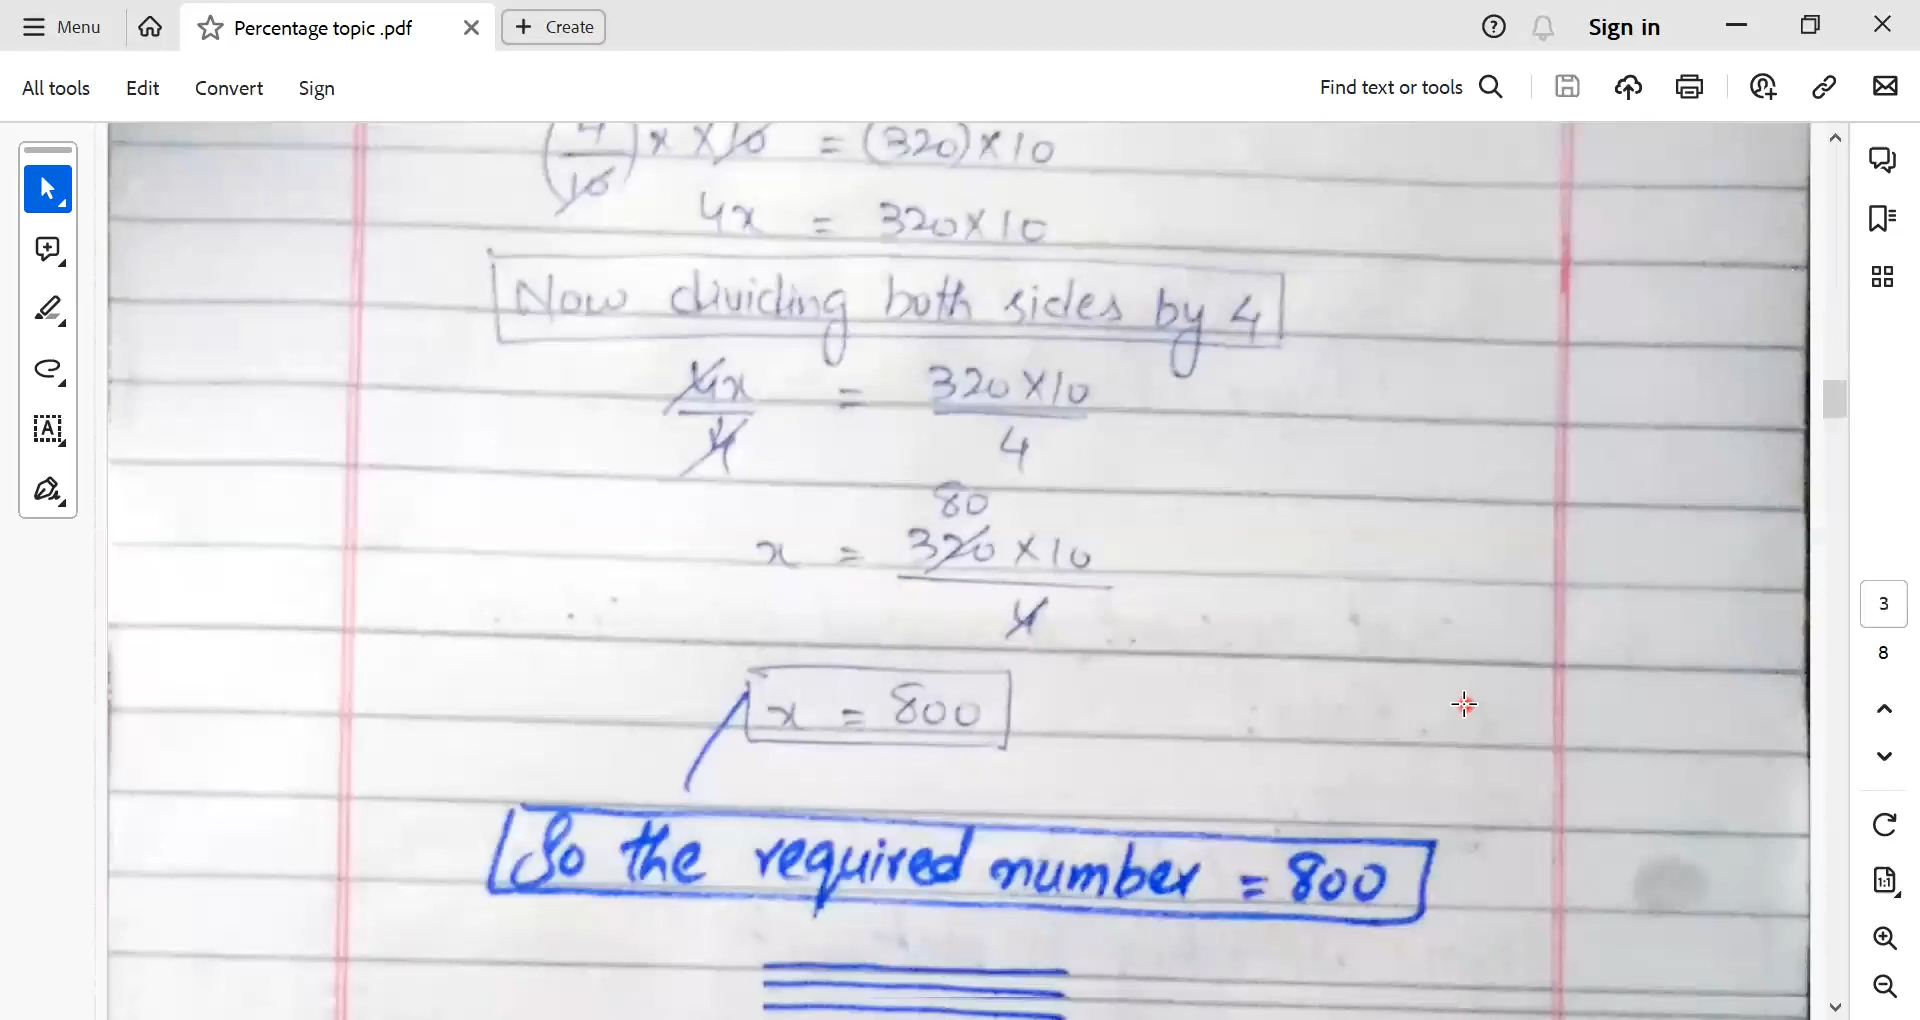 Menu
Percentage topic .pdf
Create
Sign in
All tools
Edit
Convert
Sign
Find text or tools
(4/10) x × 10 = (320) × 10
4x = 320 × 10
Now dividing both sides by 4
4x/4 = 320 × 10/4
80
x = 320 × 10/4
x = 800
So the required number = 800
3
8